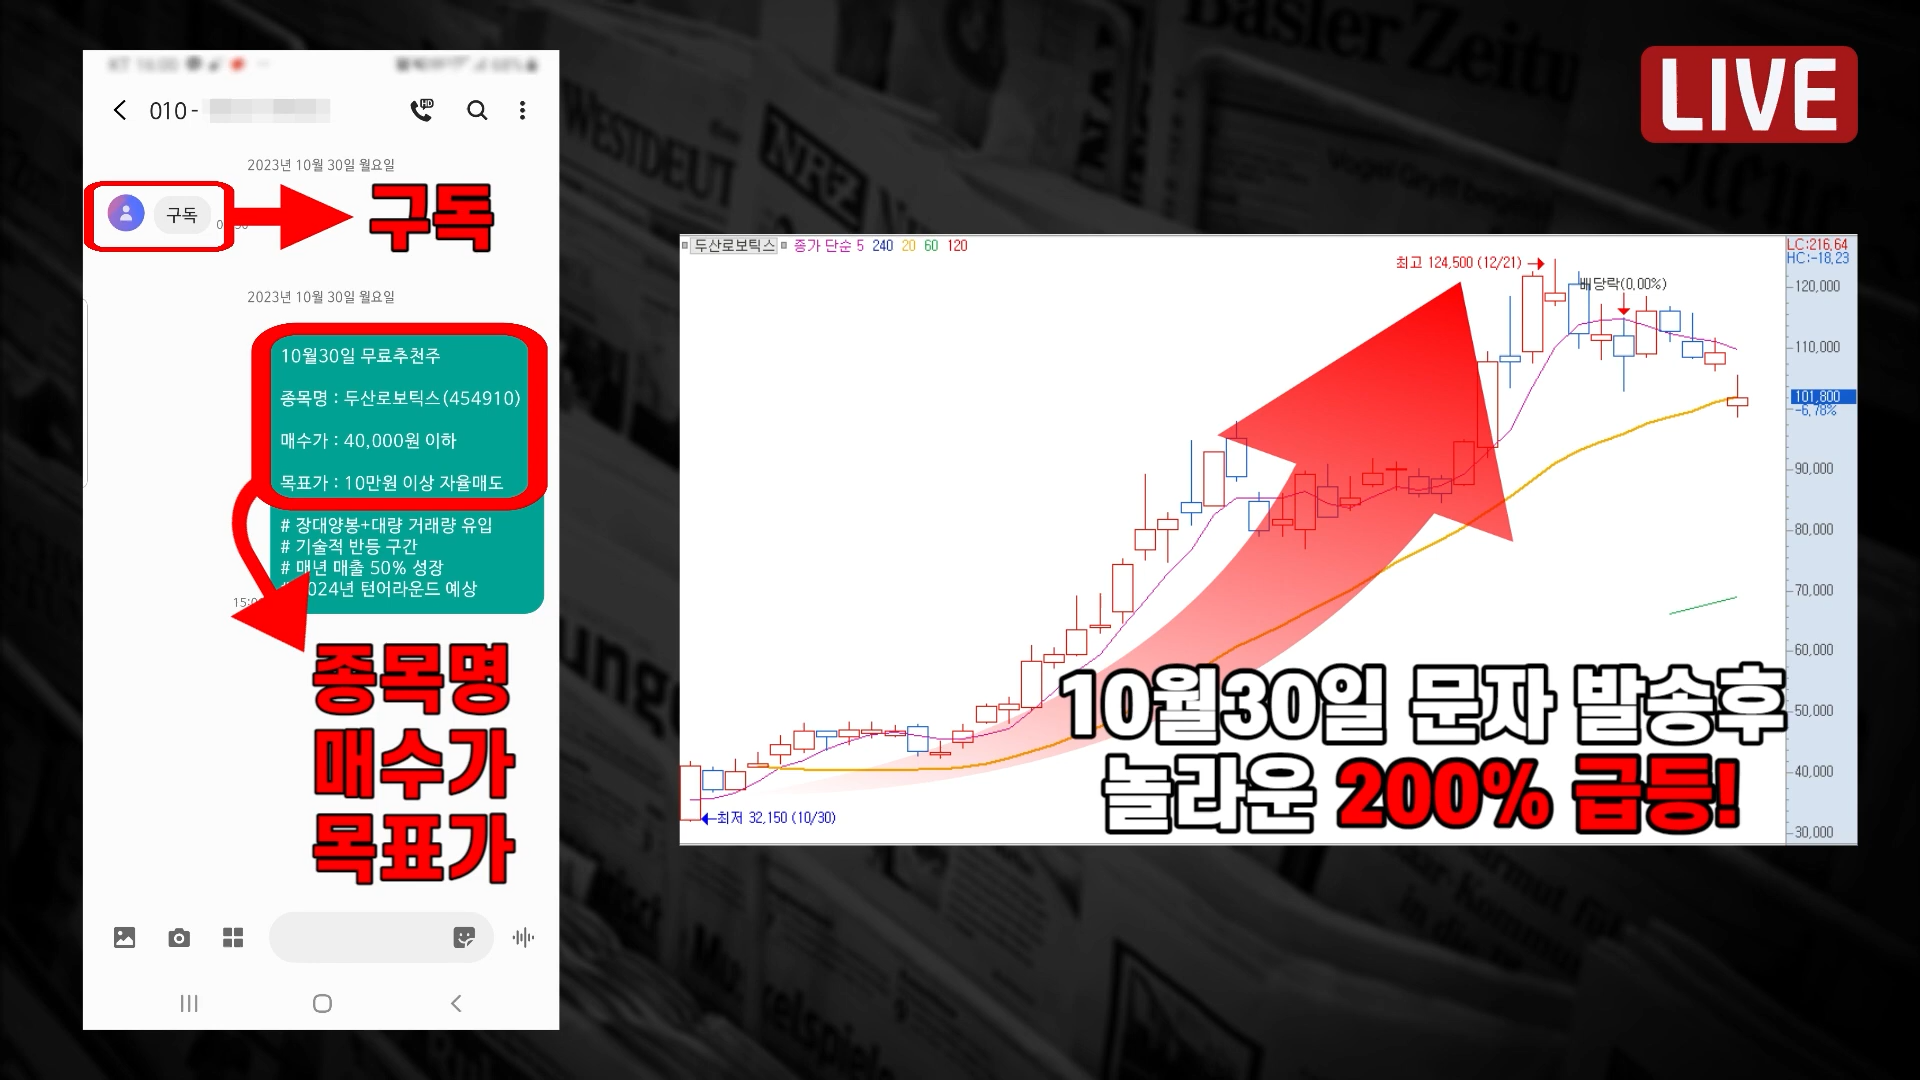 010-
2023년 10월 30일 월요일
구독
구독
2023년 10월 30일 월요일
10월30일 무료추천주
종목명 : 두산로보틱스(454910)
매수가 : 40,000원 이하
목표가 : 10만원 이상 자율매도
# 장대양봉+대량 거래량 유입
# 기술적 반등 구간
# 매년 매출 50% 성장
024년 턴어라운드 예상
종목명
매수가
목표가
LIVE
Basler Zeitu
WESTDEUT
NRZ
두산로보틱스 종가 단순 5 240 20 60 120
LC:216,64
HC:-18,23
최고 124,500 (12/21)
배당락(0,00%)
120,000
110,000
101,800
-6,78%
90,000
80,000
70,000
60,000
50,000
40,000
30,000
최저 32,150 (10/30)
10월30일 문자 발송후
놀라운 200% 급등!